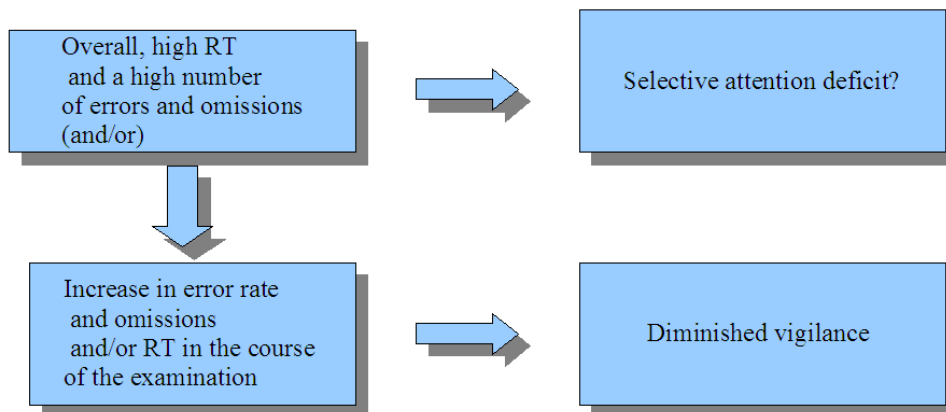 Overall, high RT
and a high number
of errors and omissions
(and/or)
Selective attention deficit?
Increase in error rate
and omissions
and/or RT in the course
of the examination
Diminished vigilance